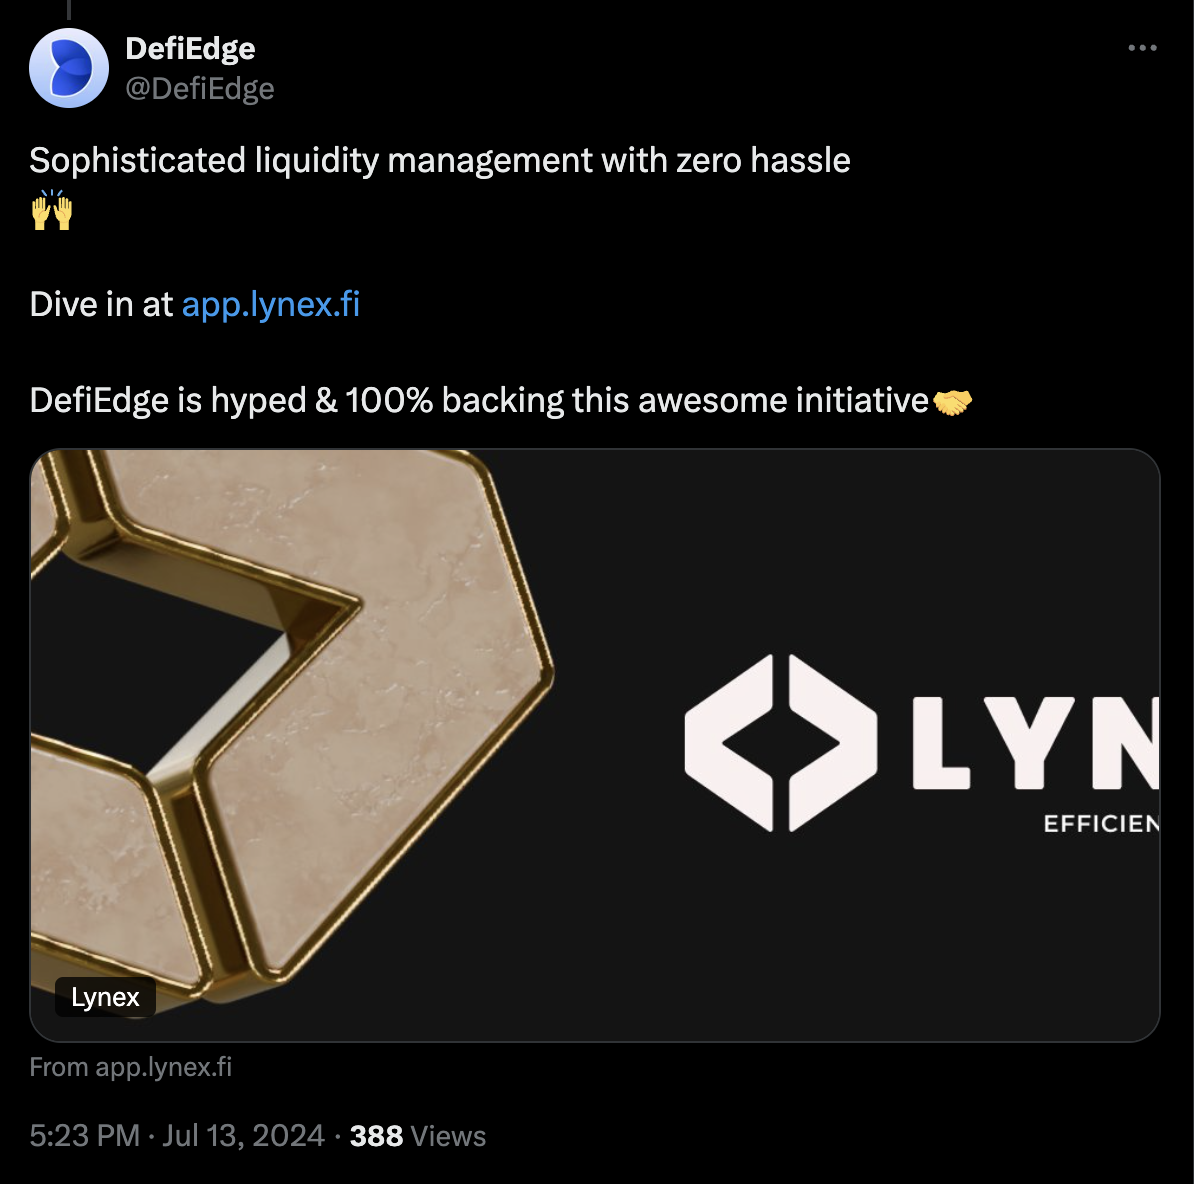 DefiEdge
@DefiEdge
Sophisticated liquidity management with zero hassle
🙌
Dive in at app.lynex.fi
DefiEdge is hyped & 100% backing this awesome initiative🤝
LYN
EFFICIEN
Lynex
From app.lynex.fi
5:23 PM · Jul 13, 2024 · 388 Views